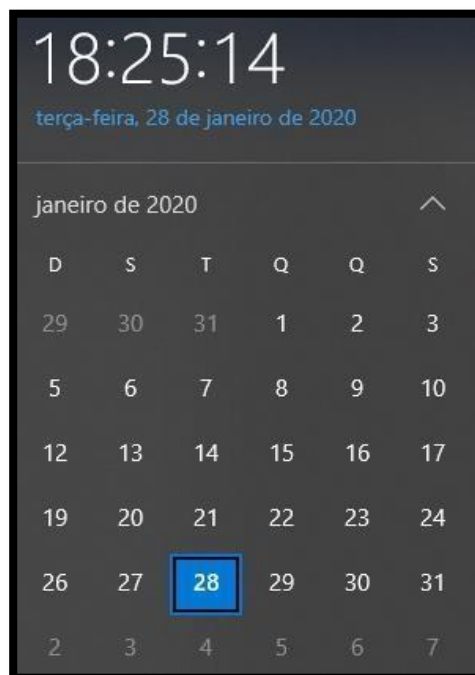 18:25:14
terça-feira, 28 de janeiro de 2020
janeiro de 2020
D S T Q Q S
29 30 31 1 2 3
5 6 7 8 9 10
12 13 14 15 16 17
19 20 21 22 23 24
26 27 28 29 30 31
2 3 4 5 6 7